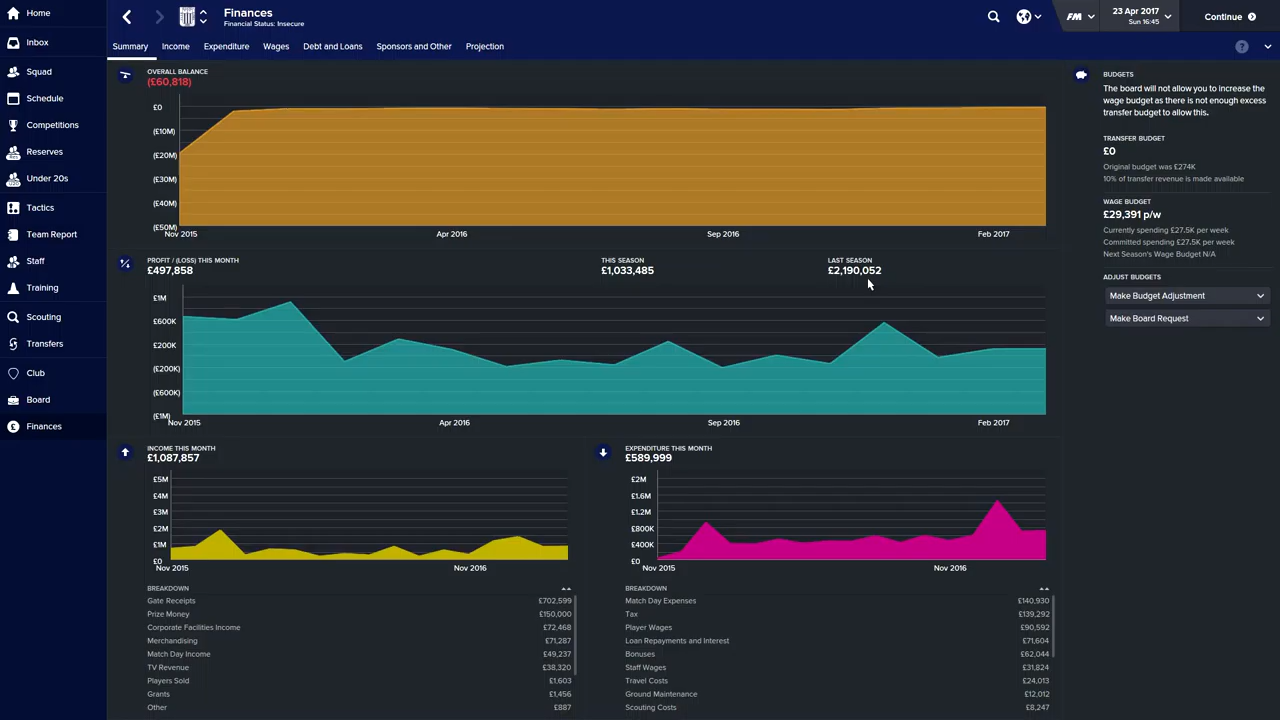 Home
Inbox
Squad
Schedule
Competitions
Reserves
Under 20s
Tactics
Team Report
Staff
Training
Scouting
Transfers
Club
Board
Finances
Finances
Financial Status: Insecure
FM
23 Apr 2017
Sun 16:45
Continue
Summary Income Expenditure Wages Debt and Loans Sponsors and Other Projection
OVERALL BALANCE
(£60,818)
£0
(£10M)
(£20M)
(£30M)
(£40M)
(£50M)
Nov 2015 Apr 2016 Sep 2016 Feb 2017
PROFIT / (LOSS) THIS MONTH
£497,858
THIS SEASON
£1,033,485
LAST SEASON
£2,190,052
£1M
£600K
£200K
(£200K)
(£600K)
(£1M)
Nov 2015 Apr 2016 Sep 2016 Feb 2017
INCOME THIS MONTH
£1,087,857
£5M
£4M
£3M
£2M
£1M
£0
Nov 2015 Nov 2016
BREAKDOWN
Gate Receipts £702,599
Prize Money £150,000
Corporate Facilities Income £72,468
Merchandising £71,287
Match Day Income £49,237
TV Revenue £38,320
Players Sold £1,603
Grants £1,456
Other £887
EXPENDITURE THIS MONTH
£589,999
£2M
£1.6M
£1.2M
£800K
£400K
£0
Nov 2015 Nov 2016
BREAKDOWN
Match Day Expenses £140,930
Tax £139,292
Player Wages £90,592
Loan Repayments and Interest £71,604
Bonuses £62,044
Staff Wages £31,824
Travel Costs £24,013
Ground Maintenance £12,012
Scouting Costs £8,247
BUDGETS
The board will not allow you to increase the
wage budget as there is not enough excess
transfer budget to allow this.
TRANSFER BUDGET
£0
Original budget was £274K
10% of transfer revenue is made available
WAGE BUDGET
£29,391 p/w
Currently spending £27.5K per week
Committed spending £27.5K per week
Next Season's Wage Budget N/A
ADJUST BUDGETS
Make Budget Adjustment
Make Board Request